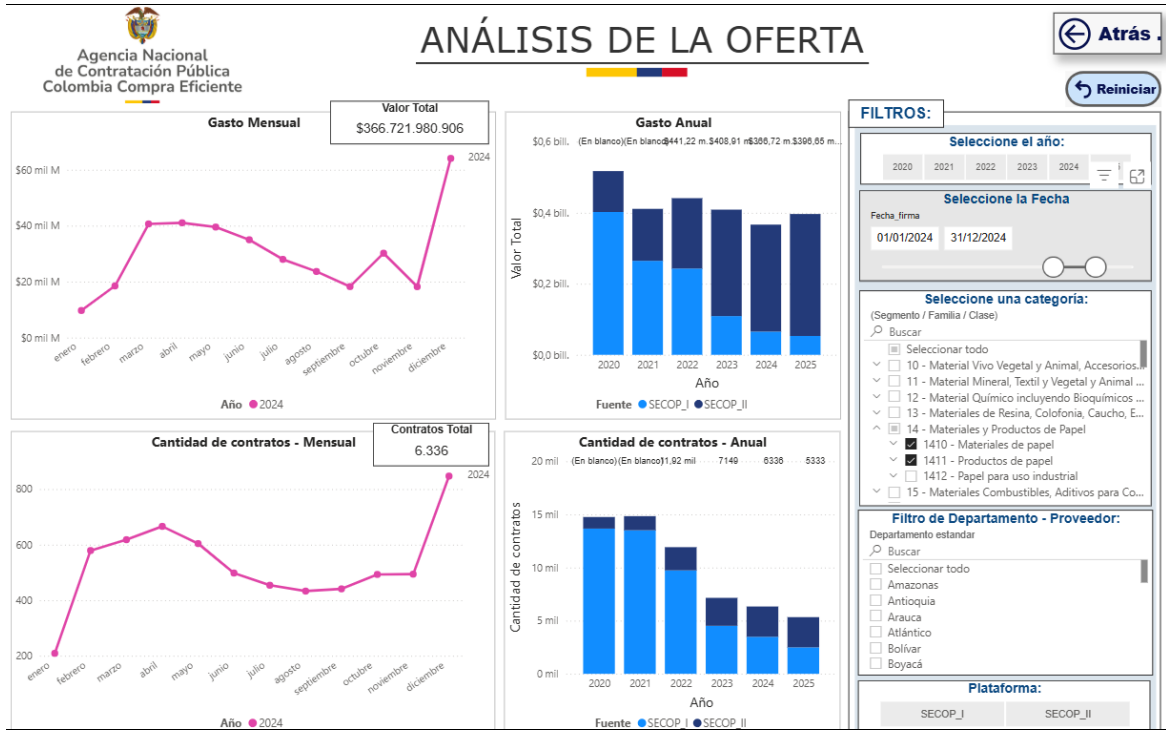 Agencia Nacional
de Contratación Pública
Colombia Compra Eficiente
ANÁLISIS DE LA OFERTA
Atrás .
Reiniciar
Gasto Mensual
Valor Total
$366.721.980.906
2024
$60 mil M
$40 mil M
$20 mil M
$0 mil M
enero
febrero
marzo
abril
mayo
junio
julio
agosto
septiembre
octubre
noviembre
diciembre
Año 2024
Gasto Anual
$0,6 bill.
(En blanco)(En blanco)$441,22 m...$408,91 m...$366,72 m...$396,65 m...
$0,4 bill.
$0,2 bill.
$0,0 bill.
Valor Total
2020 2021 2022 2023 2024 2025
Año
Fuente SECOP_I SECOP_II
Cantidad de contratos - Mensual
Contratos Total
6.336
2024
800
600
400
200
enero
febrero
marzo
abril
mayo
junio
julio
agosto
septiembre
octubre
noviembre
diciembre
Año 2024
Cantidad de contratos - Anual
20 mil
(En blanco)(En blanco)11,92 mil 7149 6336 5333
15 mil
10 mil
5 mil
0 mil
Cantidad de contratos
2020 2021 2022 2023 2024 2025
Año
Fuente SECOP_I SECOP_II
FILTROS:
Seleccione el año:
2020 2021 2022 2023 2024
Seleccione la Fecha
Fecha_firma
01/01/2024 31/12/2024
Seleccione una categoría:
(Segmento / Familia / Clase)
Buscar
Seleccionar todo
10 - Material Vivo Vegetal y Animal, Accesorios...
11 - Material Mineral, Textil y Vegetal y Animal ...
12 - Material Químico incluyendo Bioquímicos ...
13 - Materiales de Resina, Colofonia, Caucho, E...
14 - Materiales y Productos de Papel
1410 - Materiales de papel
1411 - Productos de papel
1412 - Papel para uso industrial
15 - Materiales Combustibles, Aditivos para Co...
Filtro de Departamento - Proveedor:
Departamento estandar
Buscar
Seleccionar todo
Amazonas
Antioquia
Arauca
Atlántico
Bolívar
Boyacá
Plataforma:
SECOP_I SECOP_II